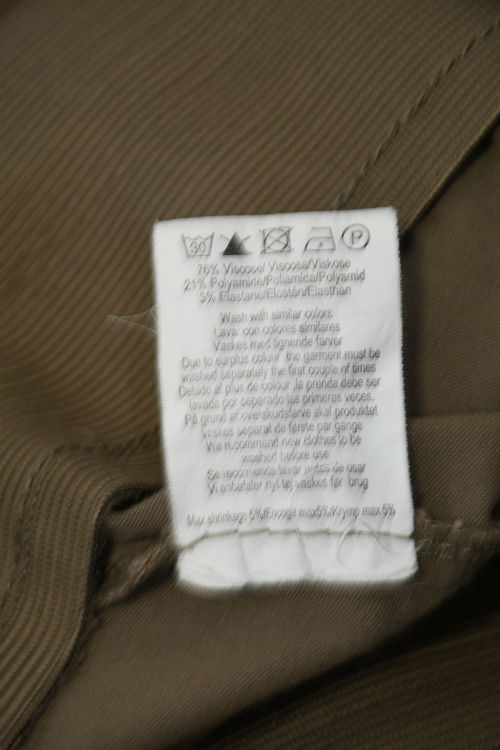 30 P
76% Viscose/ Viscosa/Viskose
21% Polyamide/Poliamida/Polyamid
3% Elastane/Elastán/Elasthan
Wash with similar colors
Lavar con colores similares
Vaskes med lignende farver
Due to surplus colour the garment must be
washed separately the first couple of times
Debido al plus de colour ,la prenda debe ser
lavada por separado las primeras veces.
På grund af overskudsfarve skal produktet
vaskes separat de første par gange
We recommend new clothes to be
washed before use
Se recomienda lavar antes de usar
Vi anbefaler nyt tøj vaskes før brug
Max shrinkage 5%/Encoge max5%/Krymp max 5%